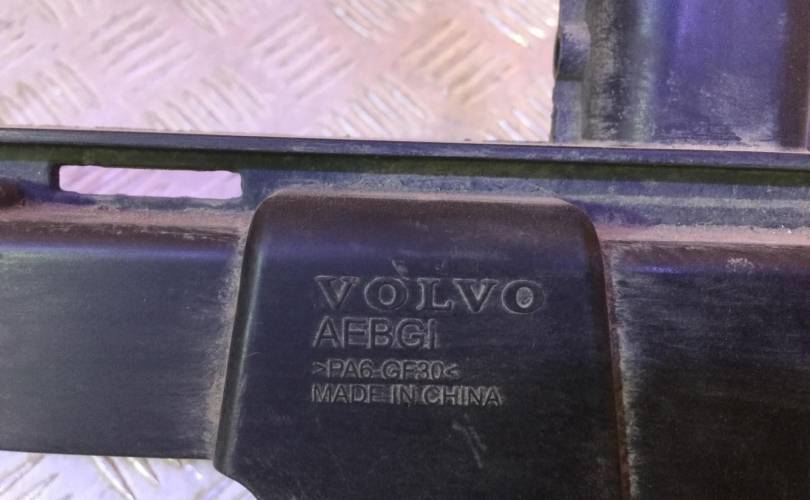 VOLVO
AEBGI
>PA6-GF30<
MADE IN CHINA